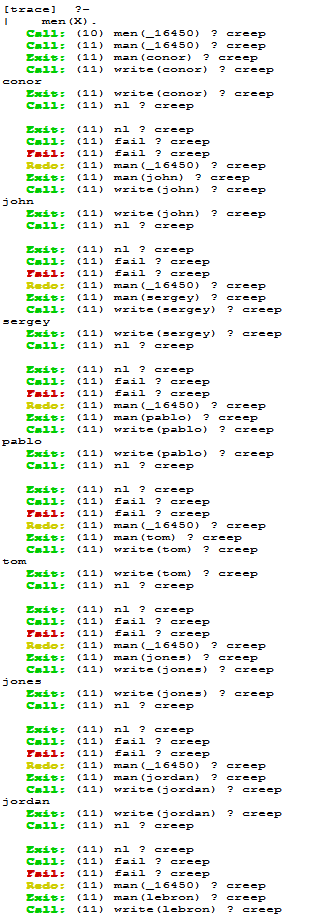 [trace]  ?-
|    men(X).
Call: (10) men(_16450) ? creep
Call: (11) man(_16450) ? creep
Exit: (11) man(conor) ? creep
Call: (11) write(conor) ? creep
conor
Exit: (11) write(conor) ? creep
Call: (11) nl ? creep
Exit: (11) nl ? creep
Call: (11) fail ? creep
Fail: (11) fail ? creep
Redo: (11) man(_16450) ? creep
Exit: (11) man(john) ? creep
Call: (11) write(john) ? creep
john
Exit: (11) write(john) ? creep
Call: (11) nl ? creep
Exit: (11) nl ? creep
Call: (11) fail ? creep
Fail: (11) fail ? creep
Redo: (11) man(_16450) ? creep
Exit: (11) man(sergey) ? creep
Call: (11) write(sergey) ? creep
sergey
Exit: (11) write(sergey) ? creep
Call: (11) nl ? creep
Exit: (11) nl ? creep
Call: (11) fail ? creep
Fail: (11) fail ? creep
Redo: (11) man(_16450) ? creep
Exit: (11) man(pablo) ? creep
Call: (11) write(pablo) ? creep
pablo
Exit: (11) write(pablo) ? creep
Call: (11) nl ? creep
Exit: (11) nl ? creep
Call: (11) fail ? creep
Fail: (11) fail ? creep
Redo: (11) man(_16450) ? creep
Exit: (11) man(tom) ? creep
Call: (11) write(tom) ? creep
tom
Exit: (11) write(tom) ? creep
Call: (11) nl ? creep
Exit: (11) nl ? creep
Call: (11) fail ? creep
Fail: (11) fail ? creep
Redo: (11) man(_16450) ? creep
Exit: (11) man(jones) ? creep
Call: (11) write(jones) ? creep
jones
Exit: (11) write(jones) ? creep
Call: (11) nl ? creep
Exit: (11) nl ? creep
Call: (11) fail ? creep
Fail: (11) fail ? creep
Redo: (11) man(_16450) ? creep
Exit: (11) man(jordan) ? creep
Call: (11) write(jordan) ? creep
jordan
Exit: (11) write(jordan) ? creep
Call: (11) nl ? creep
Exit: (11) nl ? creep
Call: (11) fail ? creep
Fail: (11) fail ? creep
Redo: (11) man(_16450) ? creep
Exit: (11) man(lebron) ? creep
Call: (11) write(lebron) ? creep